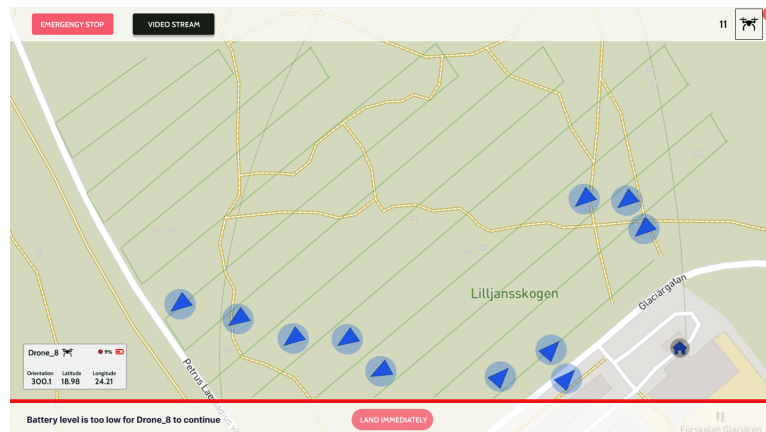 EMERGENGY STOP
VIDEO STREAM
11
Lilljansskogen
Glaciärgatan
Drone_8
9%
Orientation Latitude Longitude
300.1 18.98 24.21
Petrus Lae
Battery level is too low for Drone_8 to continue
LAND IMMEDIATELY
Förskolan Glaciären